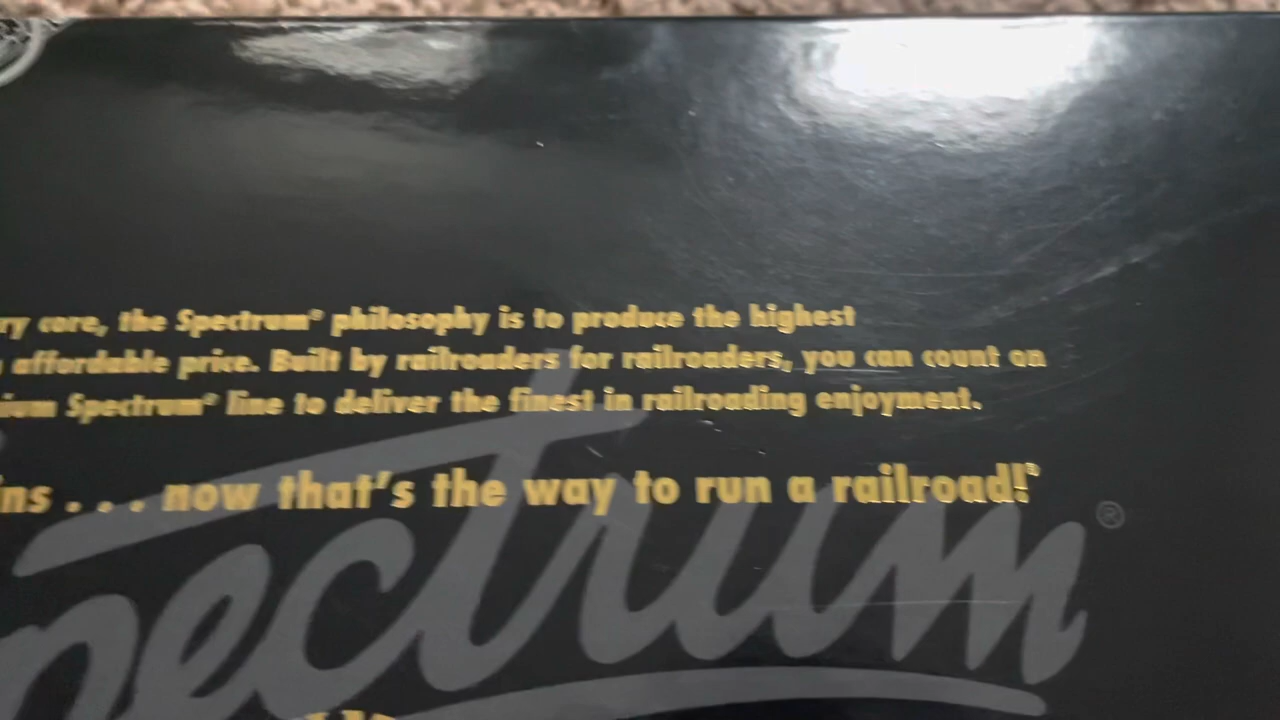 ry core, the Spectrum® philosophy is to produce the highest
affordable price. Built by railroaders for railroaders, you can count on
ium Spectrum® line to deliver the finest in railroading enjoyment.
ins . . . now that's the way to run a railroad!®
pectrum®